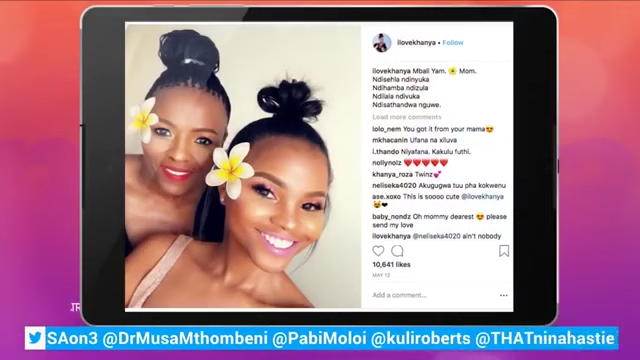 ilovekhanya • Follow
ilovekhanya Mbali Yam. 🌼 Mom.
Ndisehla ndinyuka
Ndihamba ndizula
Ndilala ndivuka
Ndisathandwa nguwe.
Load more comments
lolo_nem You got it from your mama😍
mkhacanin Ufana na xiluva
i.thando Niyafana. Kakulu futhi.
nollynolz ❤❤❤❤❤
khanya_roza Twinz💕
neliseka4020 Akugugwa tuu pha kokwenu
ase.xoxo This is soooo cute @ilovekhanya
😻❤
baby_nondz Oh mommy dearest 😍 please
send my love
ilovekhanya @neliseka4020 ain't nobody
10,641 likes
MAY 12
Add a comment...
SAon3 @DrMusaMthombeni @PabiMoloi @kuliroberts @THATninahastie